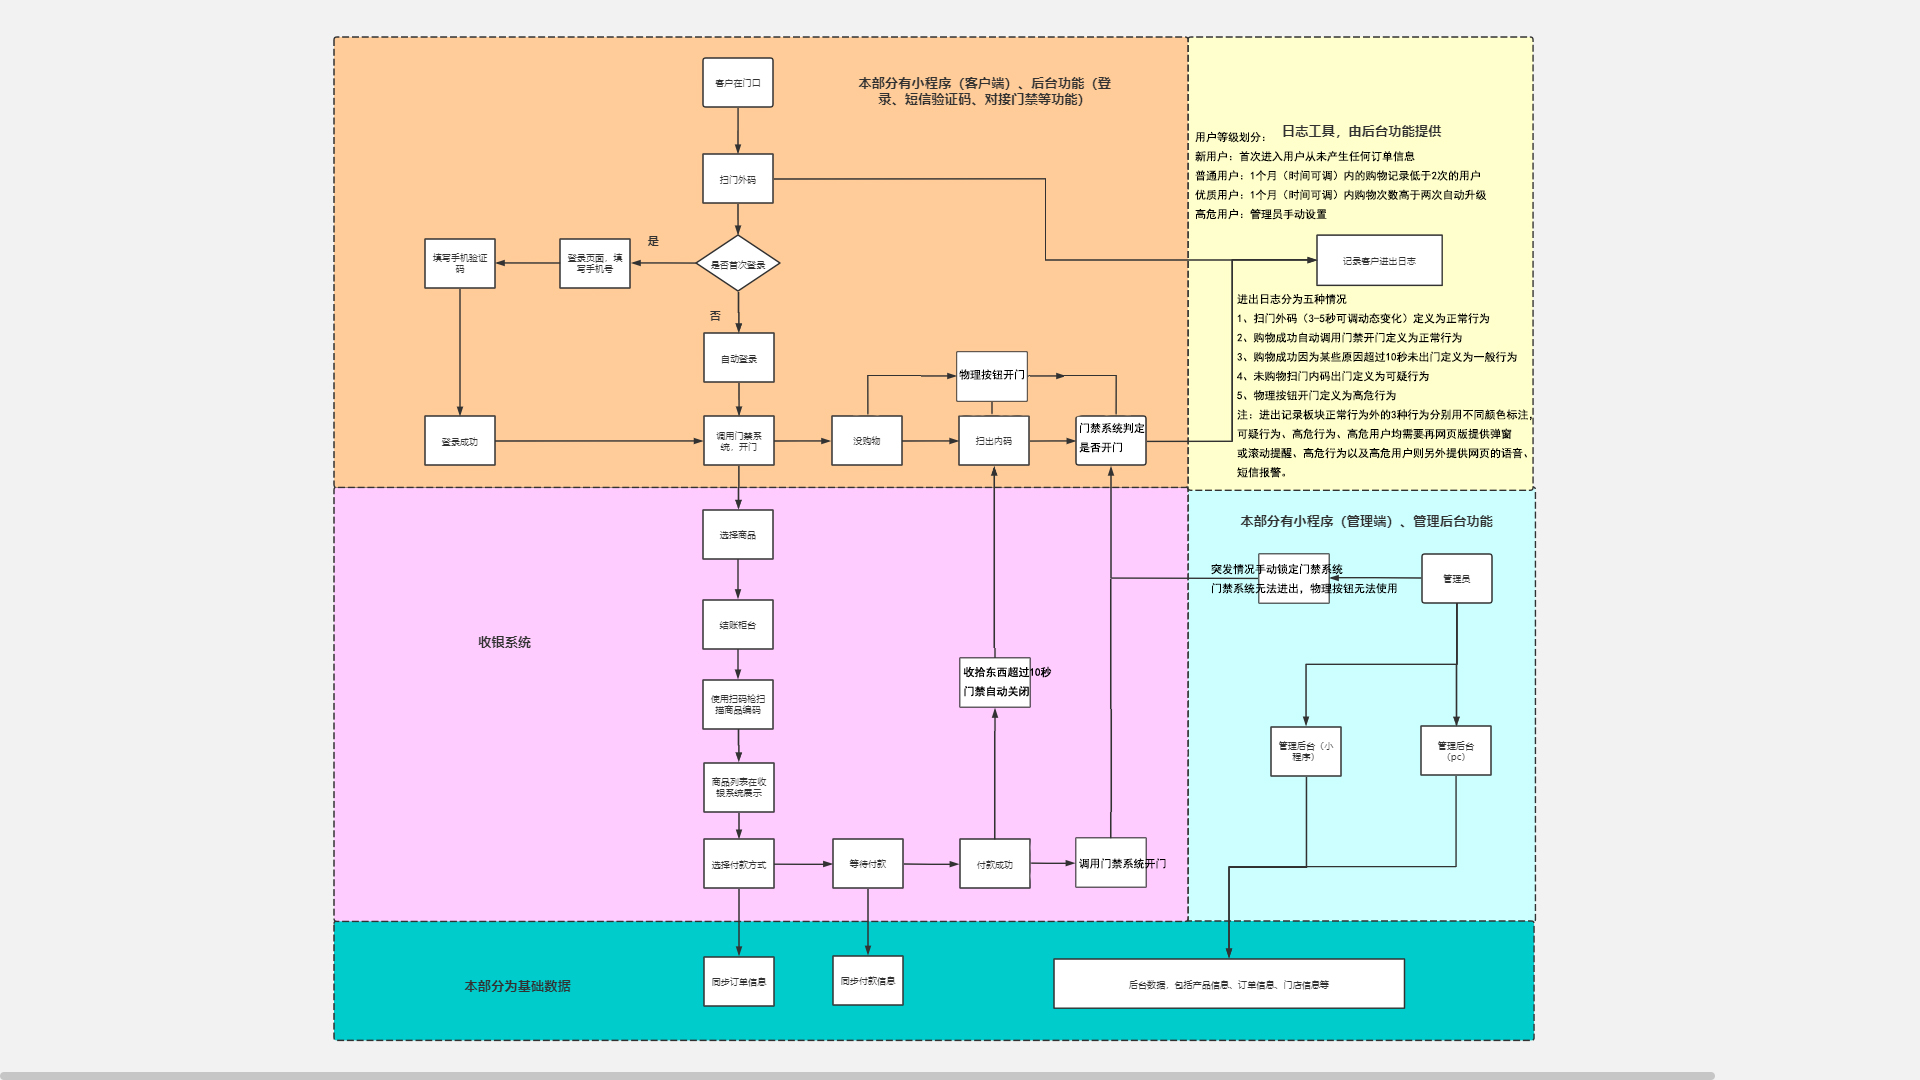 客户在门口
本部分有小程序（客户端）、后台功能（登
录、短信验证码、对接门禁等功能）
扫门外码
是
填写手机验证
码
登录页面，填
写手机号
是否首次登录
否
自动登录
物理按钮开门
登录成功
调用门禁系
统，开门
没购物
扫出内码
门禁系统判定
是否开门
日志工具，由后台功能提供
用户等级划分：
新用户：首次进入用户从未产生任何订单信息
普通用户：1个月（时间可调）内的购物记录低于2次的用户
优质用户：1个月（时间可调）内购物次数高于两次自动升级
高危用户：管理员手动设置
记录客户进出日志
进出日志分为五种情况
1、扫门外码（3-5秒可调动态变化）定义为正常行为
2、购物成功自动调用门禁开门定义为正常行为
3、购物成功因为某些原因超过10秒未出门定义为一般行为
4、未购物扫门内码出门定义为可疑行为
5、物理按钮开门定义为高危行为
注：进出记录板块正常行为外的3种行为分别用不同颜色标注，
可疑行为、高危行为、高危用户均需要再网页版提供弹窗
或滚动提醒、高危行为以及高危用户则另外提供网页的语音、
短信报警。
选择商品
结账柜台
收银系统
使用扫码枪扫
描商品编码
商品列表在收
银系统展示
选择付款方式
等待付款
付款成功
调用门禁系统开门
收拾东西超过10秒
门禁自动关闭
本部分有小程序（管理端）、管理后台功能
突发情况手动锁定门禁系统
门禁系统无法进出，物理按钮无法使用
管理员
管理后台（小
程序）
管理后台
（pc）
本部分为基础数据
同步订单信息
同步付款信息
后台数据，包括产品信息、订单信息、门店信息等